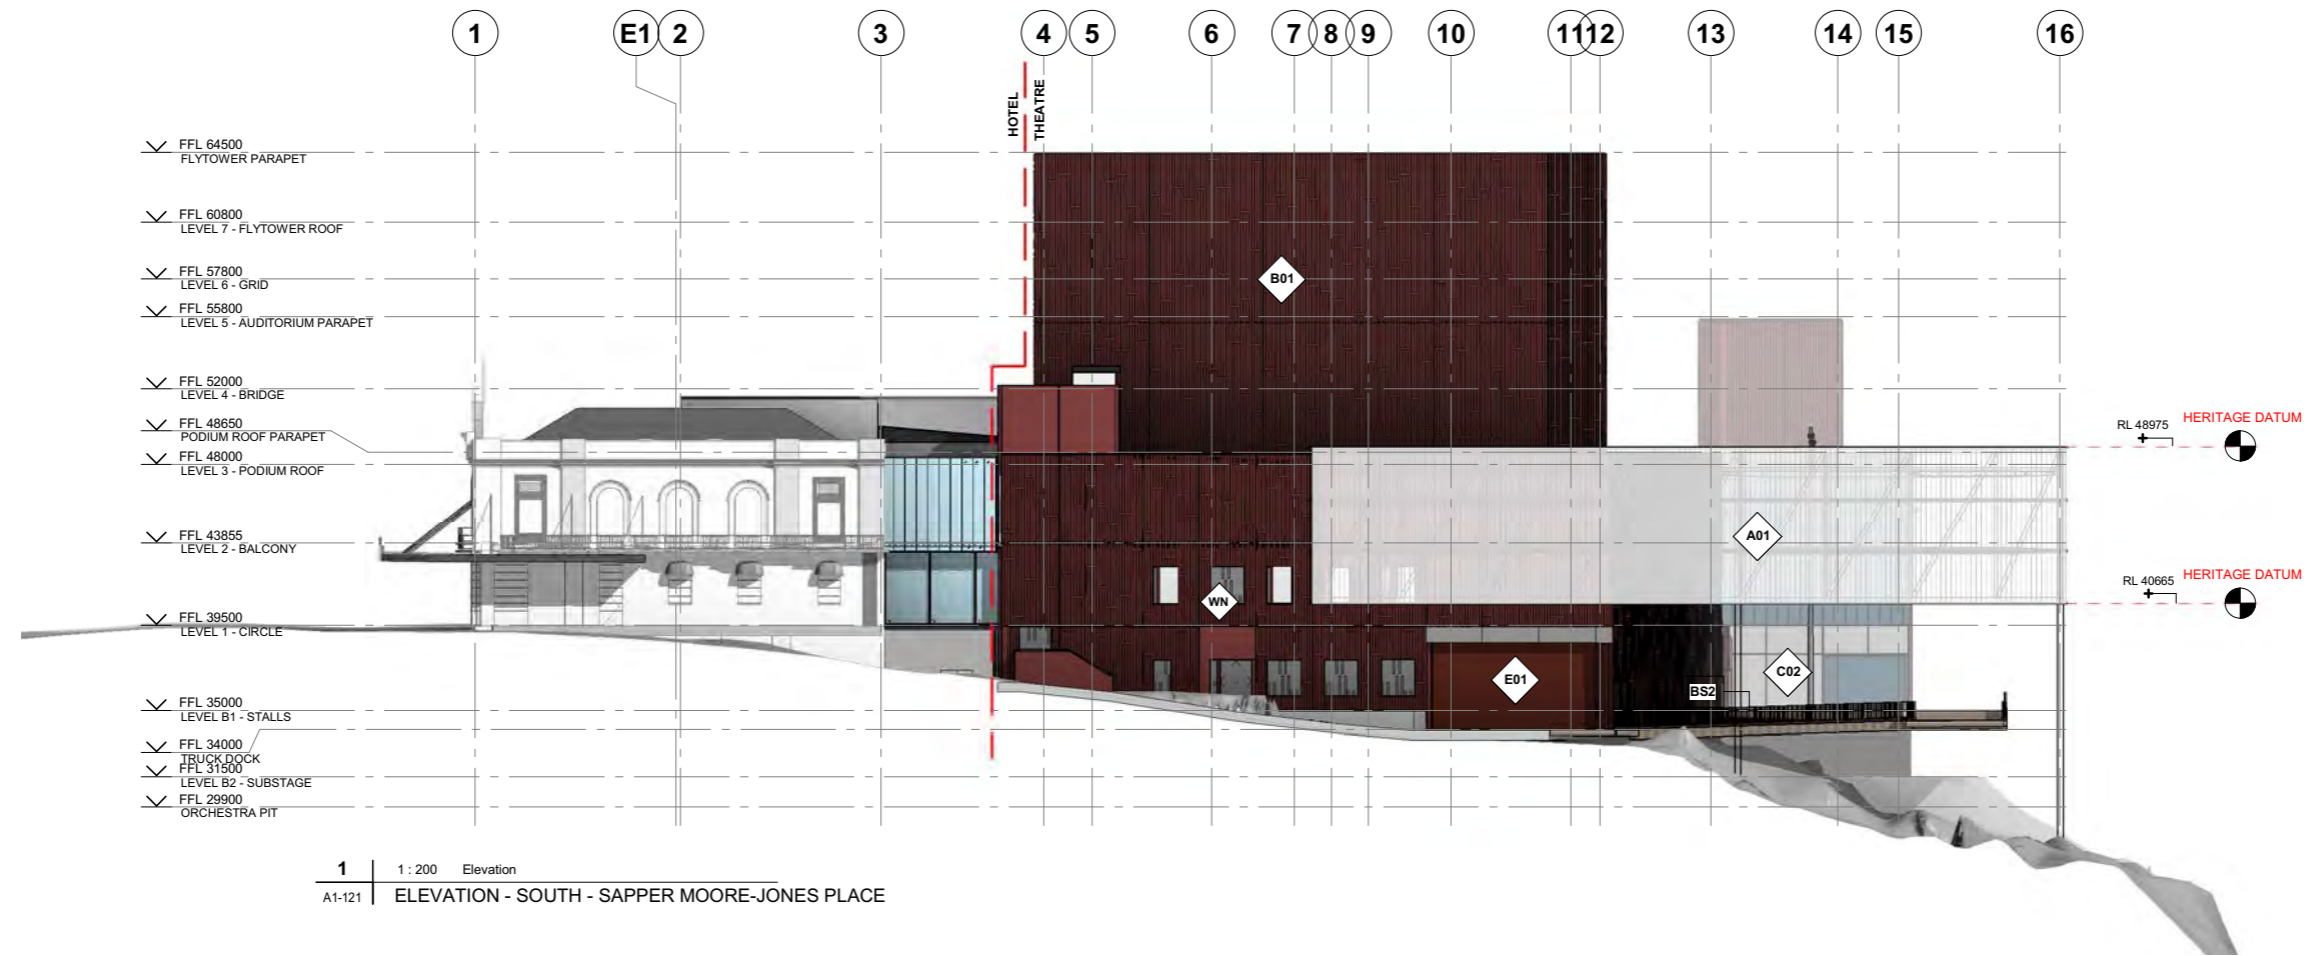 1 E1 2 3 4 5 6 7 8 9 10 11 12 13 14 15 16
HOTEL
THEATRE
FFL 64500
FLYTOWER PARAPET
FFL 60800
LEVEL 7 - FLYTOWER ROOF
FFL 57800
LEVEL 6 - GRID
B01
FFL 55800
LEVEL 5 - AUDITORIUM PARAPET
FFL 52000
LEVEL 4 - BRIDGE
FFL 48650
PODIUM ROOF PARAPET
RL 48975
HERITAGE DATUM
FFL 48000
LEVEL 3 - PODIUM ROOF
FFL 43855
LEVEL 2 - BALCONY
A01
RL 40665
HERITAGE DATUM
WN
FFL 39500
LEVEL 1 - CIRCLE
E01
C02
BS2
FFL 35000
LEVEL B1 - STALLS
FFL 34000
TRUCK DOCK
FFL 31500
LEVEL B2 - SUBSTAGE
FFL 29900
ORCHESTRA PIT
1
1 : 200 Elevation
A1-121
ELEVATION - SOUTH - SAPPER MOORE-JONES PLACE